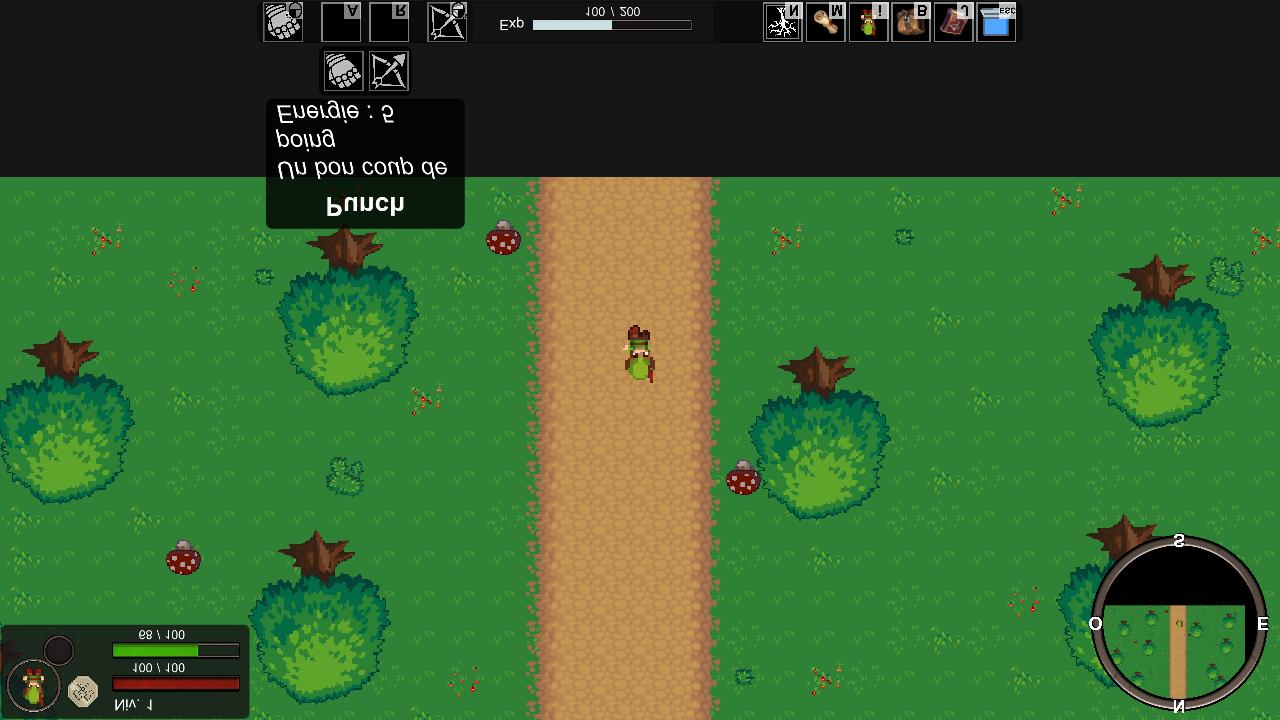 Niv. 1
100 / 100
68 / 100
N
O
E
S
Punch
Un bon coup de
poing
Energie : 5
A
R
Exp
100 / 200
N
M
i
B
J
ESC